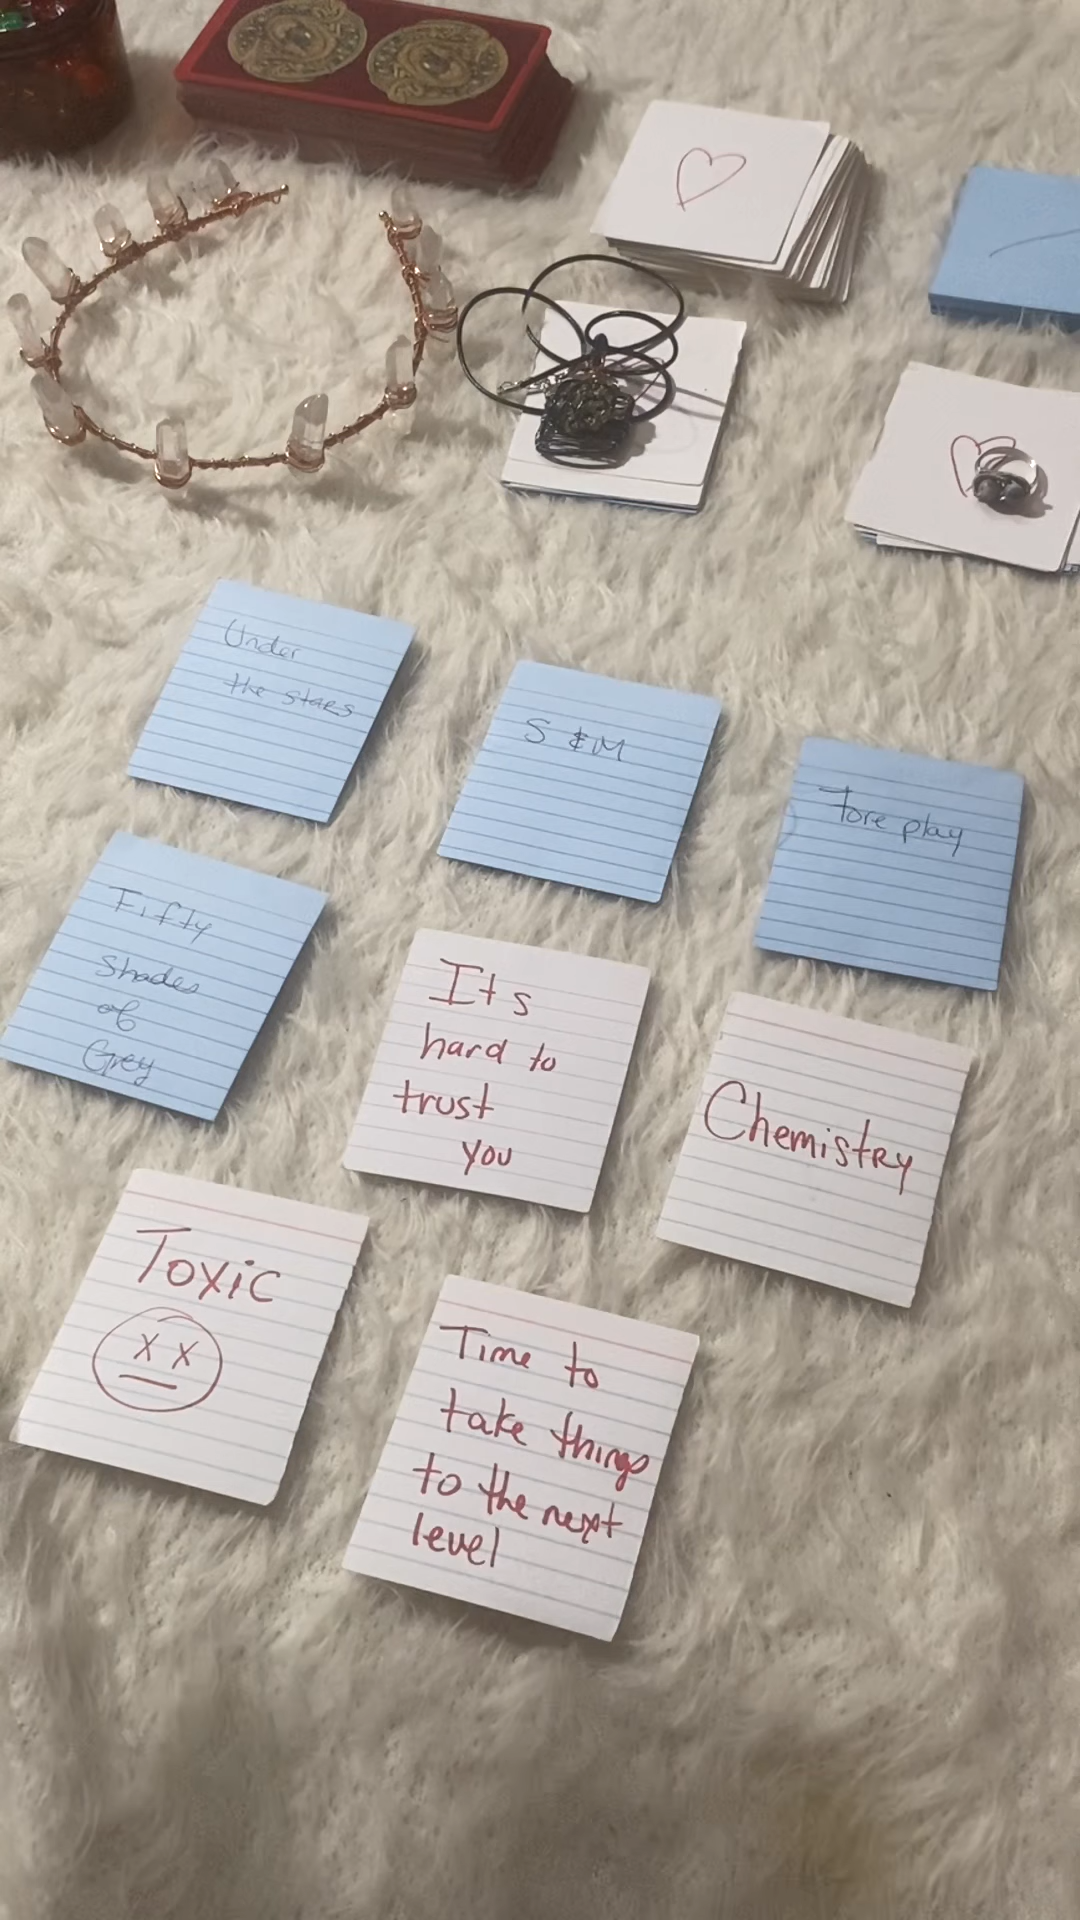 Under
the stars
S & M
Fore play
Fifty
Shades
of
Grey
Its
hard to
trust
you
Chemistry
Toxic
Time to
take things
to the next
level